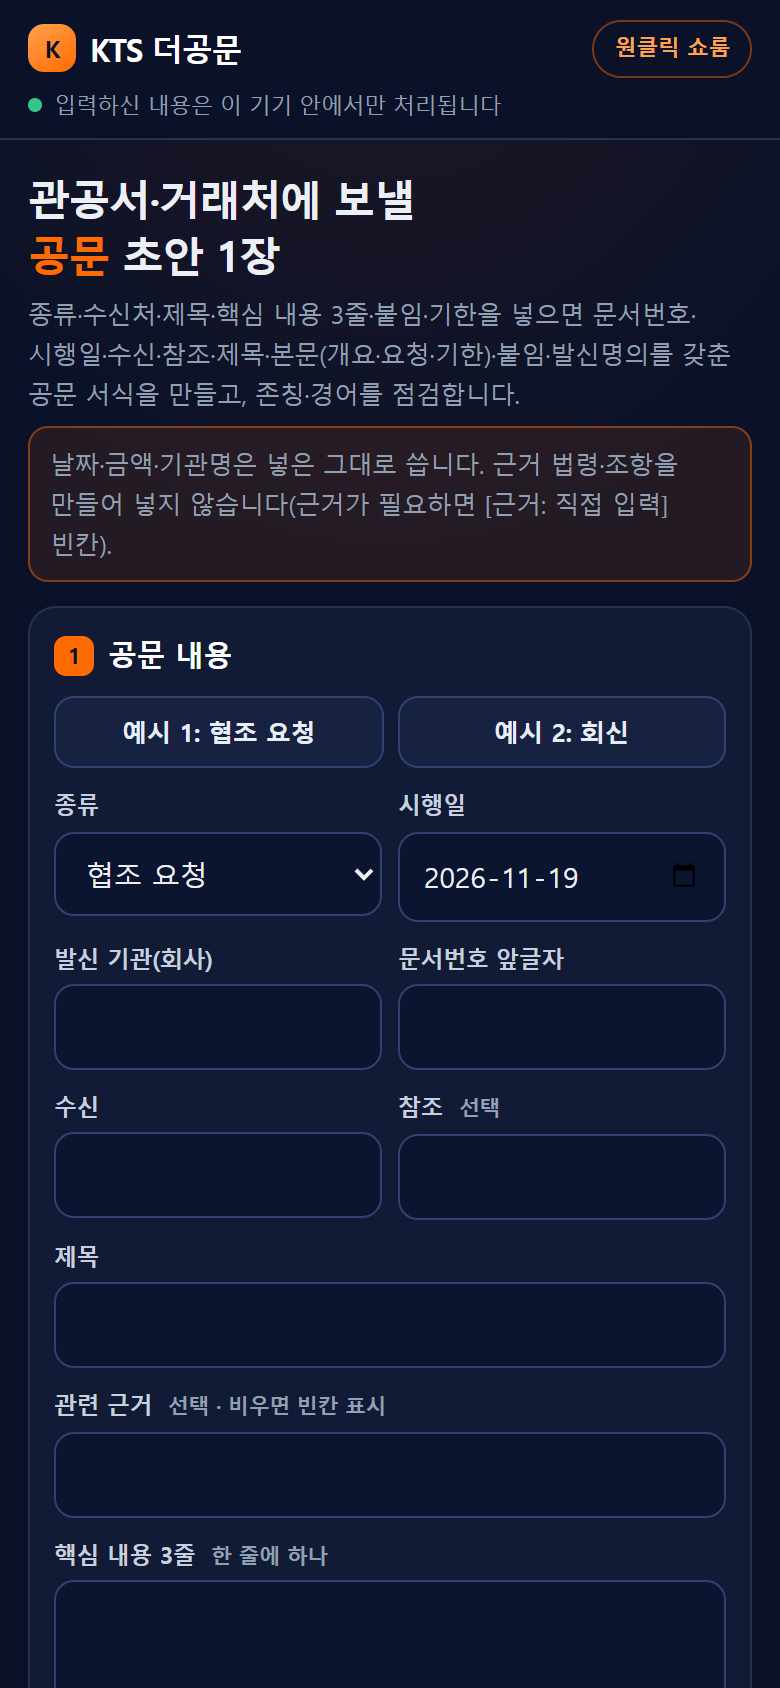 K KTS 더공문 원클릭 쇼룸
입력하신 내용은 이 기기 안에서만 처리됩니다
관공서·거래처에 보낼
공문 초안 1장
종류·수신처·제목·핵심 내용 3줄·붙임·기한을 넣으면 문서번호·
시행일·수신·참조·제목·본문(개요·요청·기한)·붙임·발신명의를 갖춘
공문 서식을 만들고, 존칭·경어를 점검합니다.
날짜·금액·기관명은 넣은 그대로 씁니다. 근거 법령·조항을
만들어 넣지 않습니다(근거가 필요하면 [근거: 직접 입력]
빈칸).
1 공문 내용
예시 1: 협조 요청 예시 2: 회신
종류 시행일
협조 요청 2026-11-19
발신 기관(회사) 문서번호 앞글자
수신 참조 선택
제목
관련 근거 선택 · 비우면 빈칸 표시
핵심 내용 3줄 한 줄에 하나